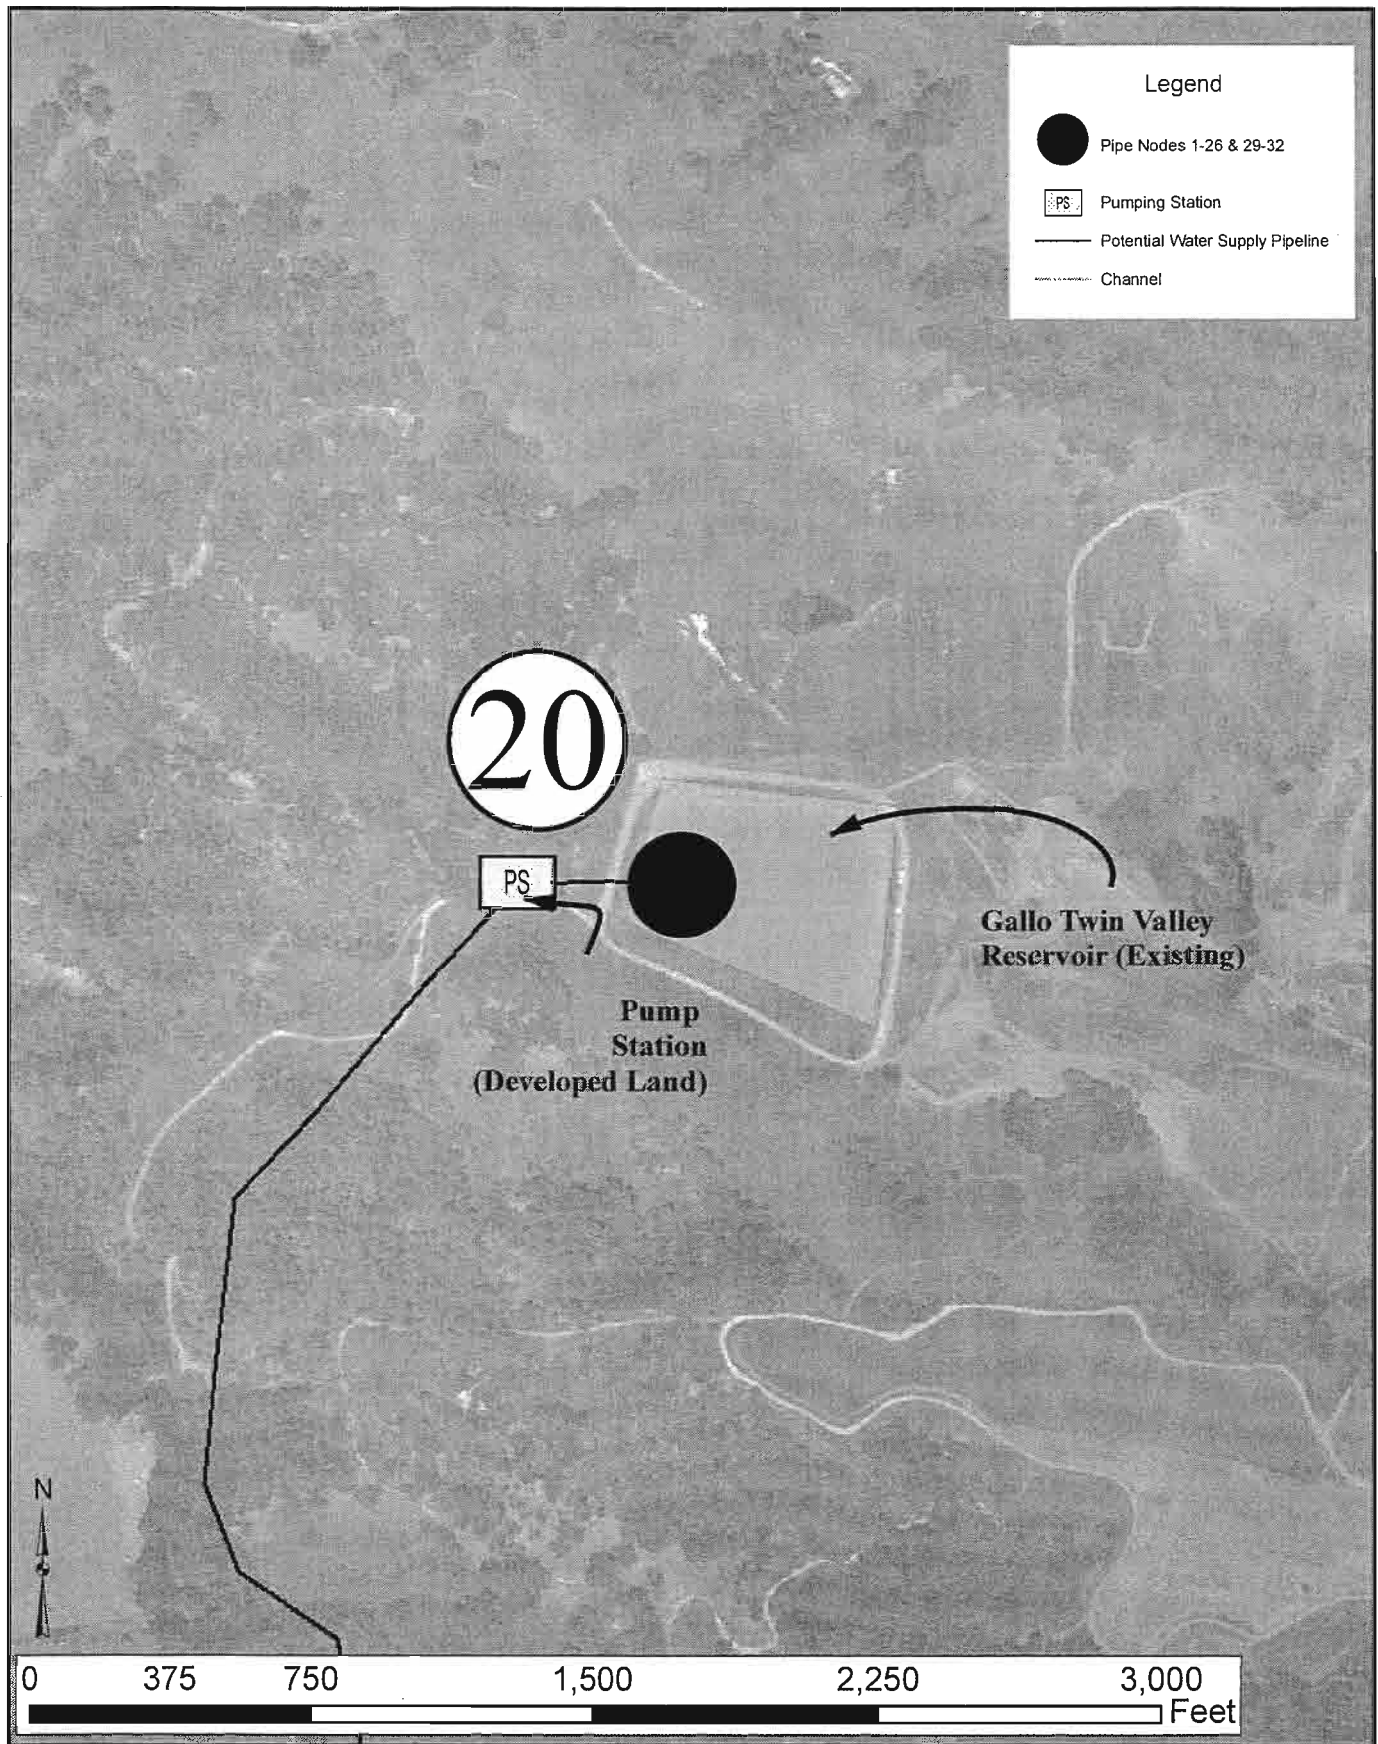 Legend
Pipe Nodes 1-26 & 29-32
PS Pumping Station
Potential Water Supply Pipeline
Channel
20
PS
Gallo Twin Valley
Reservoir (Existing)
Pump
Station
(Developed Land)
N
0 375 750 1,500 2,250 3,000
Feet